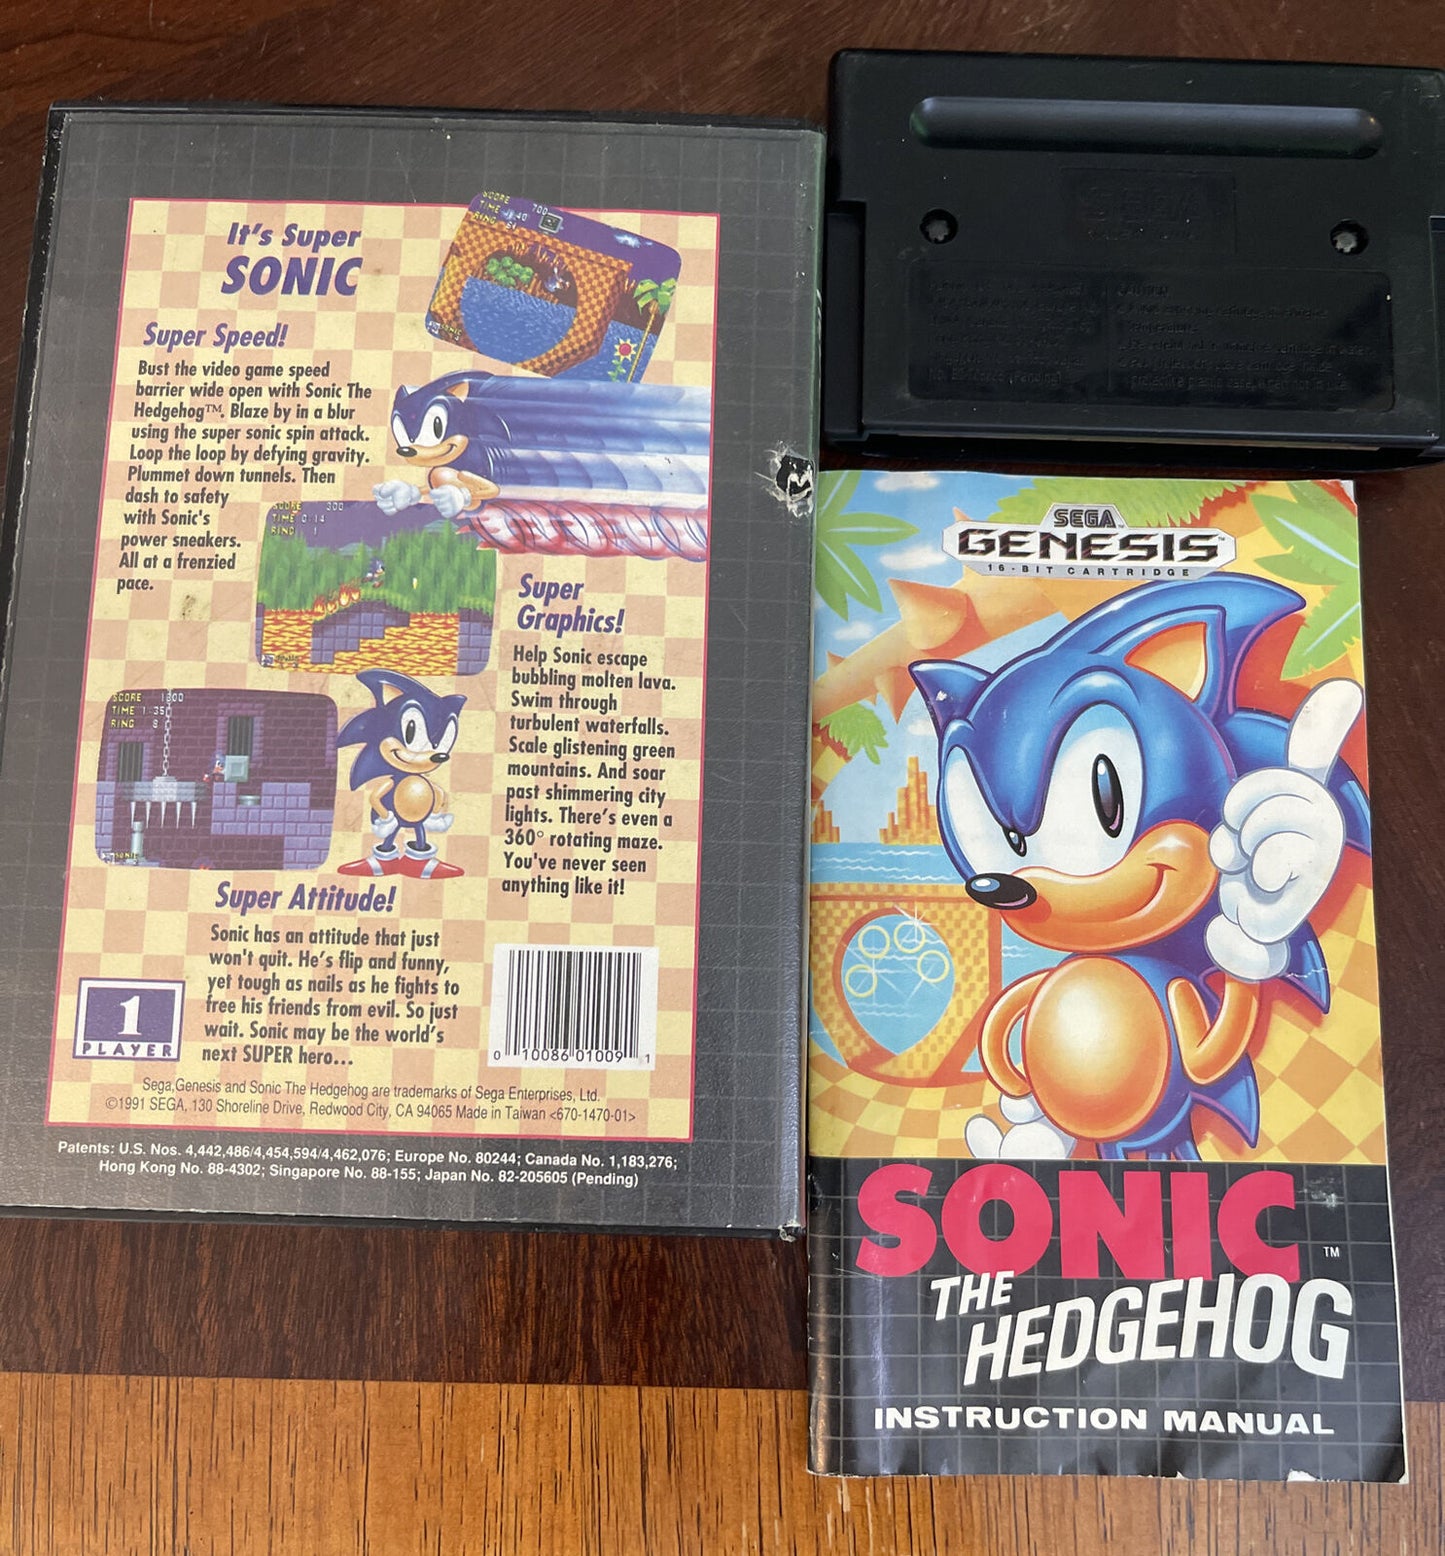 It's Super
SONIC
Super Speed!
Bust the video game speed
barrier wide open with Sonic The
Hedgehog™. Blaze by in a blur
using the super sonic spin attack.
Loop the loop by defying gravity.
Plummet down tunnels. Then
dash to safety
with Sonic's
power sneakers.
All at a frenzied
pace.
SCORE 700
TIME 1:40
RING 61
SONIC
SCORE 300
TIME 0:14
RING 1
Super
Graphics!
Help Sonic escape
bubbling molten lava.
Swim through
turbulent waterfalls.
Scale glistening green
mountains. And soar
past shimmering city
lights. There's even a
360° rotating maze.
You've never seen
anything like it!
SCORE 1800
TIME 1:35
RING 8
SONIC
Super Attitude!
Sonic has an attitude that just
won't quit. He's flip and funny,
yet tough as nails as he fights to
free his friends from evil. So just
wait. Sonic may be the world's
next SUPER hero...
1
PLAYER
0 10086 01009 1
Sega, Genesis and Sonic The Hedgehog are trademarks of Sega Enterprises, Ltd.
©1991 SEGA, 130 Shoreline Drive, Redwood City, CA 94065 Made in Taiwan <670-1470-01>
Patents: U.S. Nos. 4,442,486/4,454,594/4,462,076; Europe No. 80244; Canada No. 1,183,276;
Hong Kong No. 88-4302; Singapore No. 88-155; Japan No. 82-205605 (Pending)
SEGA
CAUTION
(Pending)
SEGA™
GENESIS™
16-BIT CARTRIDGE
SONIC™
THE
HEDGEHOG
INSTRUCTION MANUAL